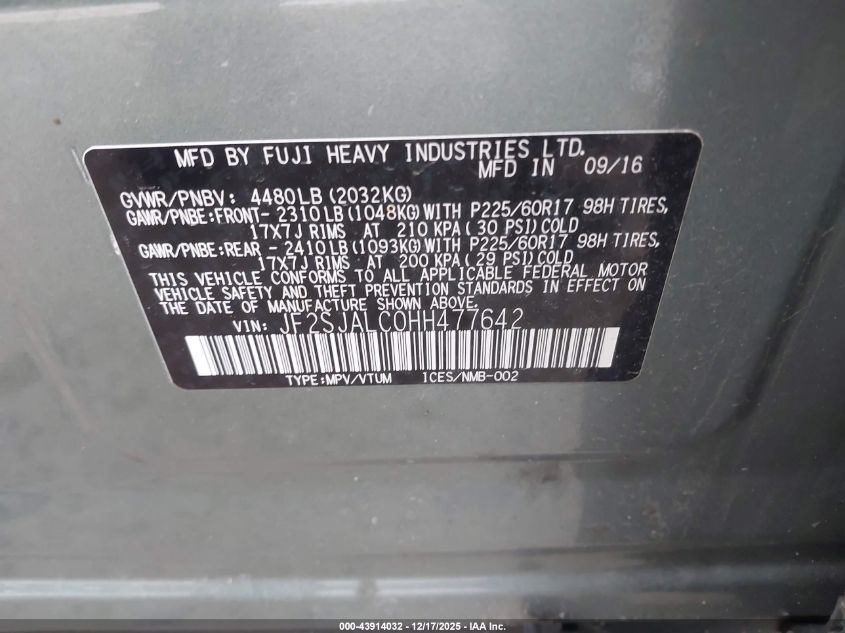 MFD BY FUJI HEAVY INDUSTRIES LTD.
MFD IN 09/16
GVWR/PNBV: 4480LB (2032KG)
GAWR/PNBE:FRONT- 2310 LB (1048KG) WITH P225/60R17 98H TIRES,
17X7J RIMS AT 210 KPA ( 30 PSI) COLD
GAWR/PNBE:REAR - 2410 LB (1093KG) WITH P225/60R17 98H TIRES,
17X7J RIMS AT 200 KPA ( 29 PSI) COLD
THIS VEHICLE CONFORMS TO ALL APPLICABLE FEDERAL MOTOR
VEHICLE SAFETY AND THEFT PREVENTION STANDARDS IN EFFECT ON
THE DATE OF MANUFACTURE SHOWN ABOVE.
VIN: JF2SJALC0HH477642
TYPE:MPV/VTUM ICES/NMB-002
000-43914032 - 12/17/2025 - IAA Inc.